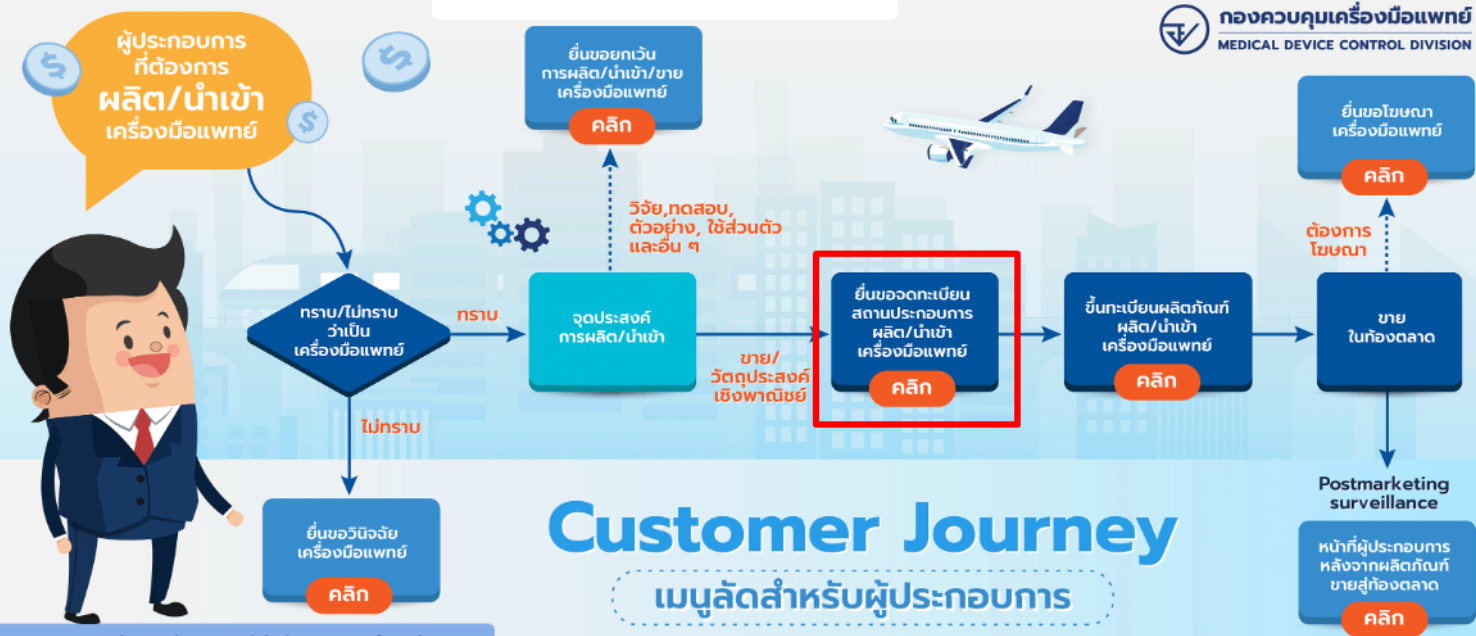 ผู้ประกอบการ
ที่ต้องการ
ผลิต/นำเข้า
เครื่องมือแพทย์
ยื่นขอยกเว้น
การผลิต/นำเข้า/ขาย
เครื่องมือแพทย์
คลิก
กองควบคุมเครื่องมือแพทย์
MEDICAL DEVICE CONTROL DIVISION
ยื่นขอโฆษณา
เครื่องมือแพทย์
คลิก
วิจัย,ทดสอบ,
ตัวอย่าง, ใช้ส่วนตัว
และอื่น ๆ
ต้องการ
โฆษณา
ทราบ/ไม่ทราบ
ว่าเป็น
เครื่องมือแพทย์
ทราบ
จุดประสงค์
การผลิต/นำเข้า
ขาย/
วัตถุประสงค์
เชิงพาณิชย์
ยื่นขอจดทะเบียน
สถานประกอบการ
ผลิต/นำเข้า
เครื่องมือแพทย์
คลิก
ขึ้นทะเบียนผลิตภัณฑ์
ผลิต/นำเข้า
เครื่องมือแพทย์
คลิก
ขาย
ในท้องตลาด
ไม่ทราบ
ยื่นขอวินิจฉัย
เครื่องมือแพทย์
คลิก
Customer Journey
เมนูลัดสำหรับผู้ประกอบการ
Postmarketing
surveillance
หน้าที่ผู้ประกอบการ
หลังจากผลิตภัณฑ์
ขายสู่ท้องตลาด
คลิก